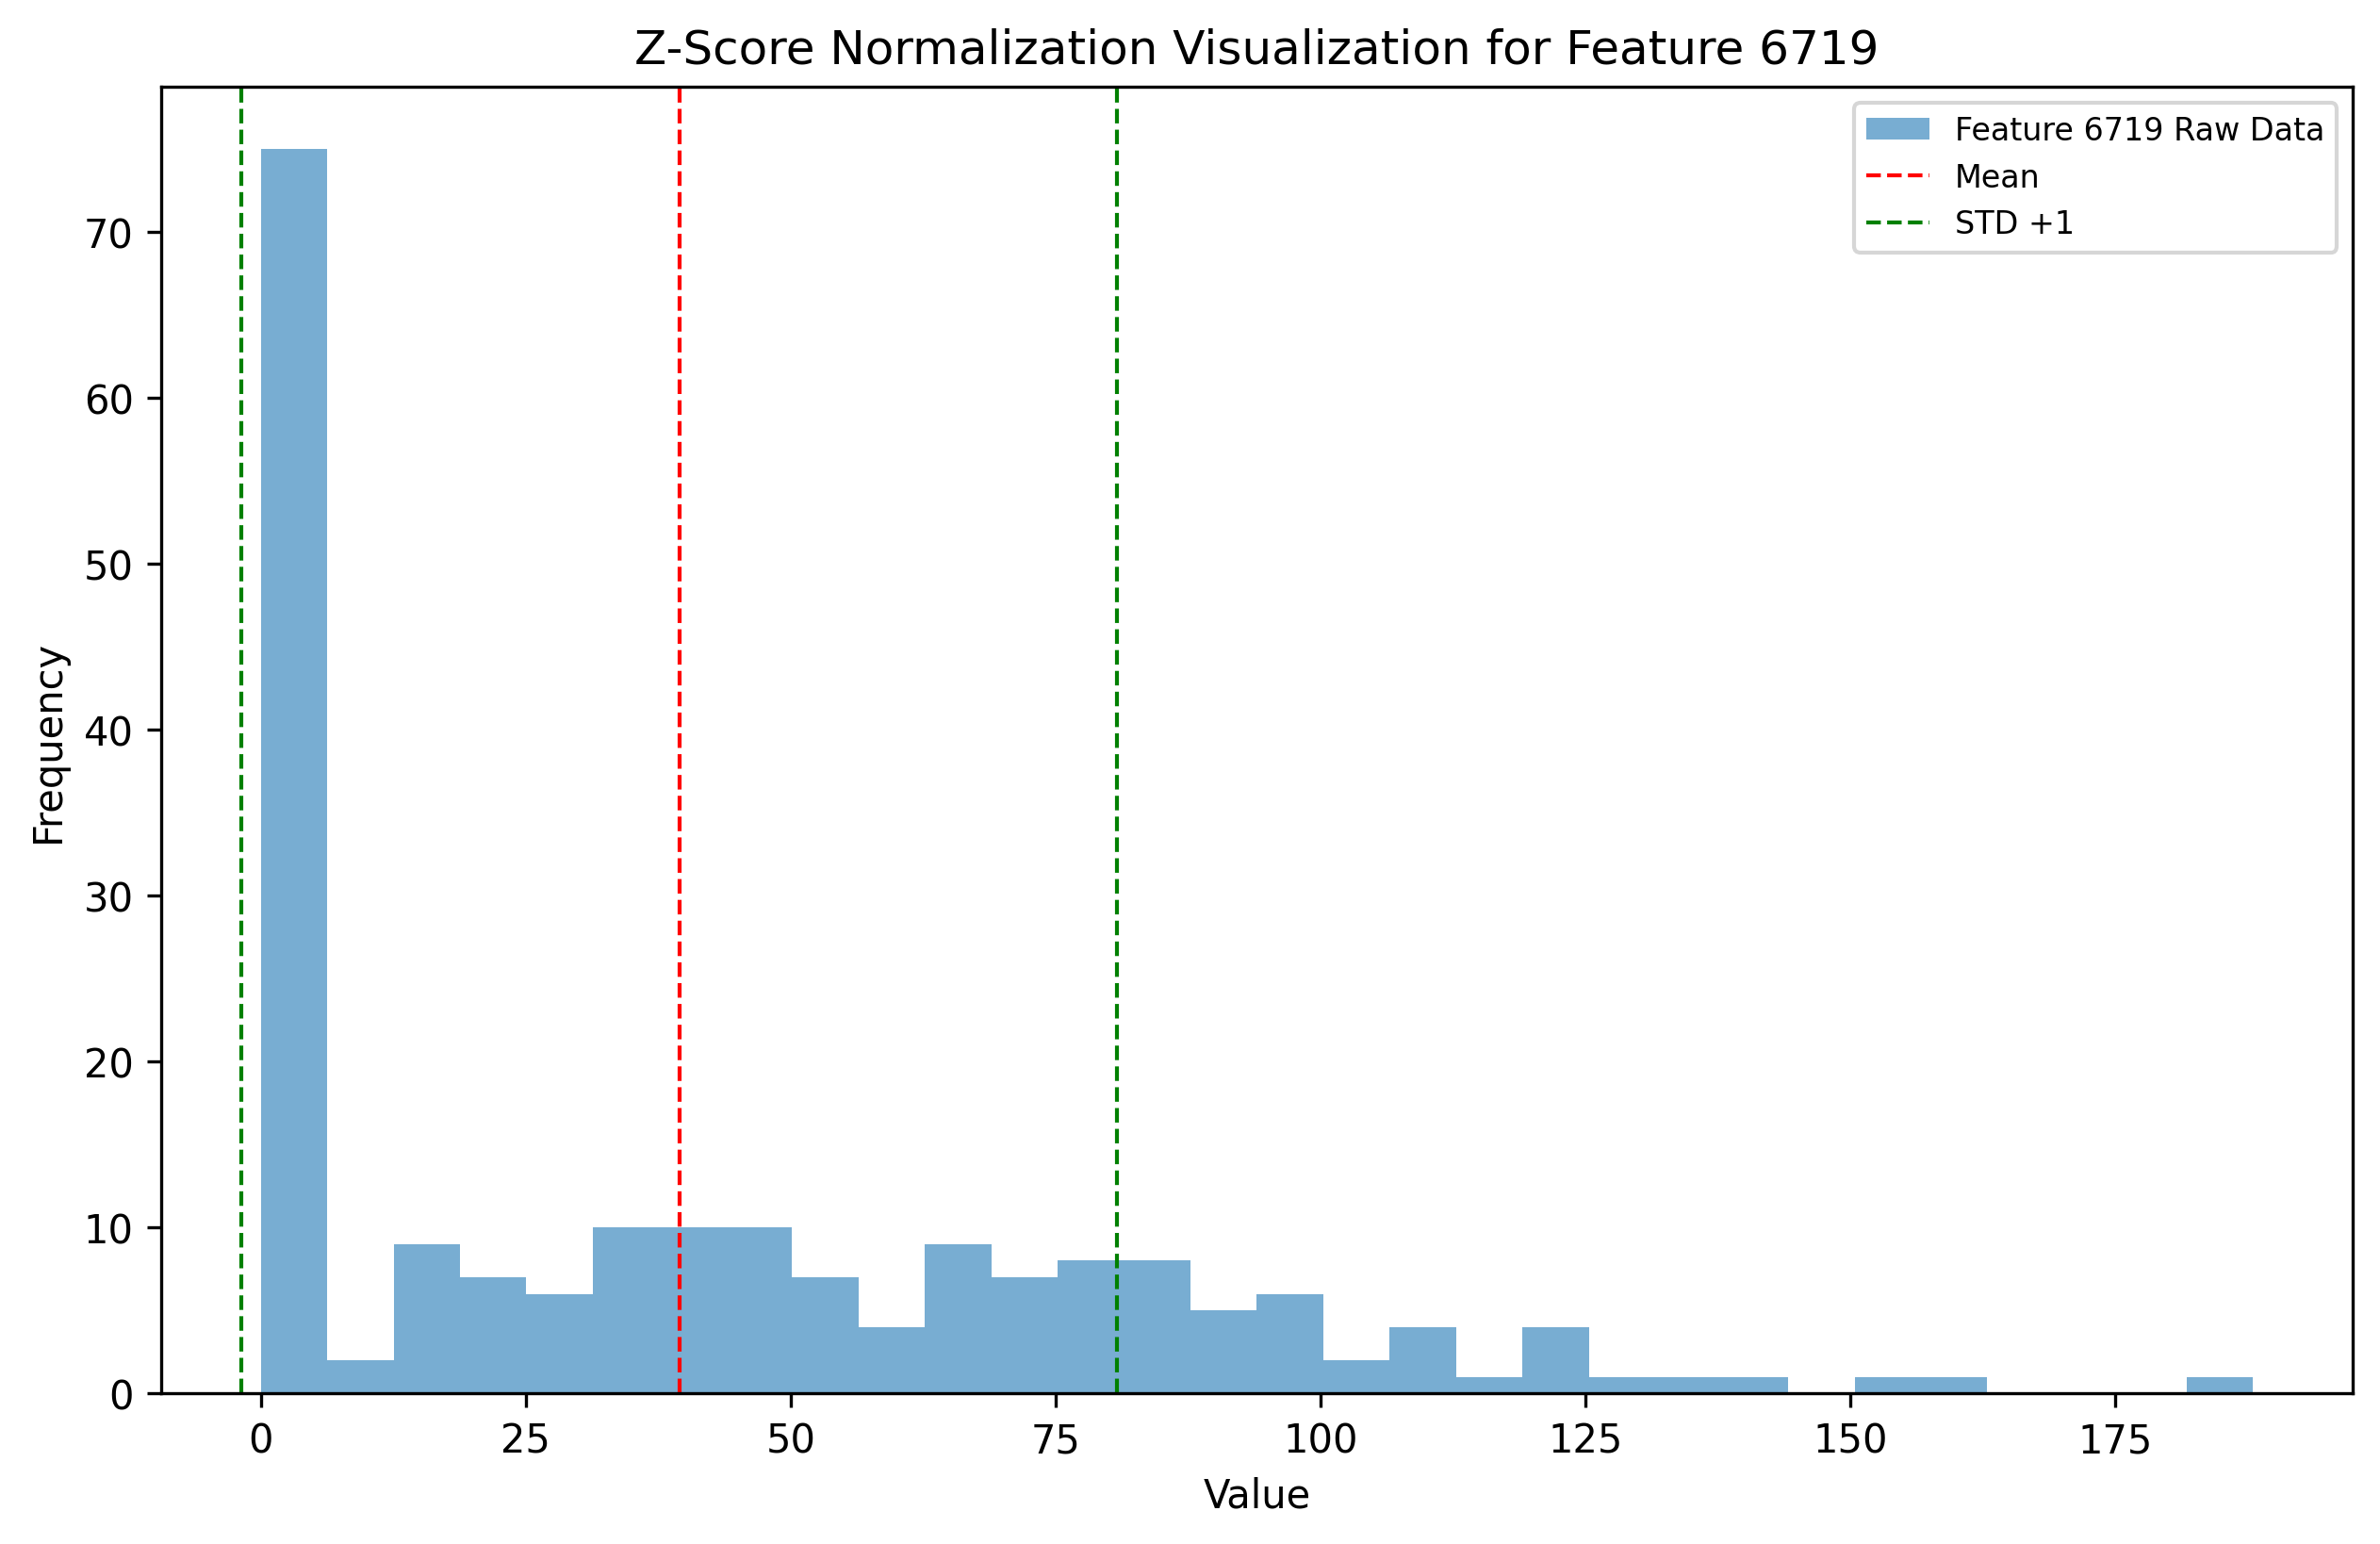 Z-Score Normalization Visualization for Feature 6719
Feature 6719 Raw Data
Mean
STD +1
Frequency
70
60
50
40
30
20
10
0
0 25 50 75 100 125 150 175
Value